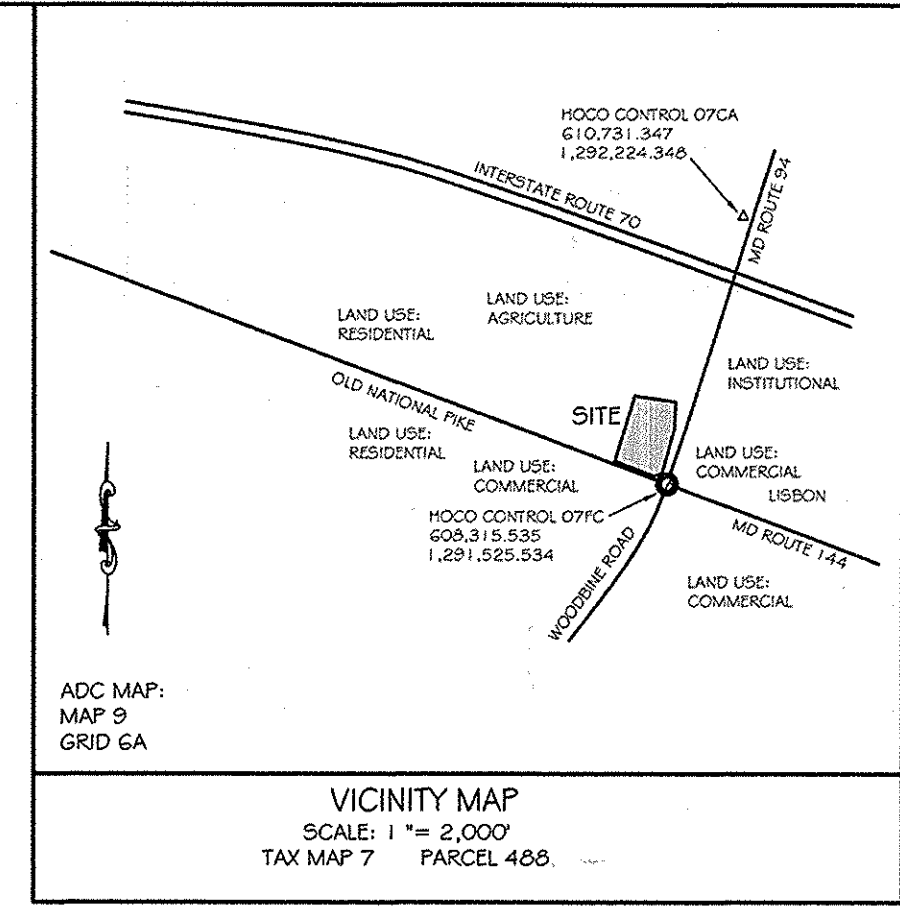 HOCO CONTROL 07CA
610,731.347
1,292,224.348
INTERSTATE ROUTE 70
MD ROUTE 94
LAND USE:
RESIDENTIAL
LAND USE:
AGRICULTURE
LAND USE:
INSTITUTIONAL
OLD NATIONAL PIKE
SITE
LAND USE:
RESIDENTIAL
LAND USE:
COMMERCIAL
LAND USE:
COMMERCIAL
LISBON
HOCO CONTROL 07FC
608,315.535
1,291,525.534
MD ROUTE 144
WOODBINE ROAD
LAND USE:
COMMERCIAL
ADC MAP:
MAP 9
GRID 6A
VICINITY MAP
SCALE: 1 "= 2,000'
TAX MAP 7 PARCEL 488